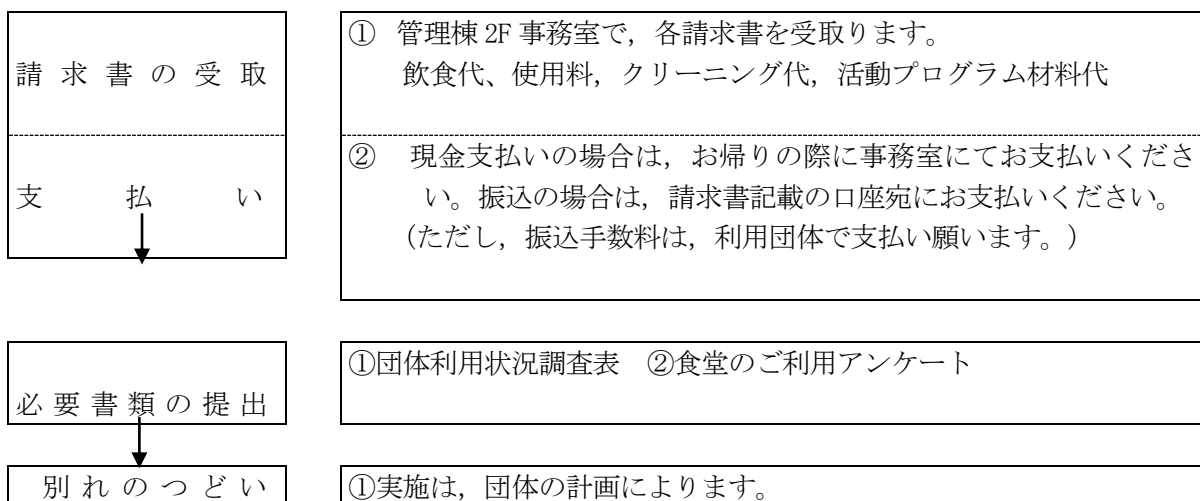 請求書の受取
① 管理棟 2F 事務室で，各請求書を受取ります。
飲食代、使用料，クリーニング代，活動プログラム材料代
支払い
② 現金支払いの場合は，お帰りの際に事務室にてお支払いくださ
い。振込の場合は，請求書記載の口座宛にお支払いください。
（ただし，振込手数料は，利用団体で支払い願います。）
必要書類の提出
①団体利用状況調査表　②食堂のご利用アンケート
別れのつどい
①実施は，団体の計画によります。